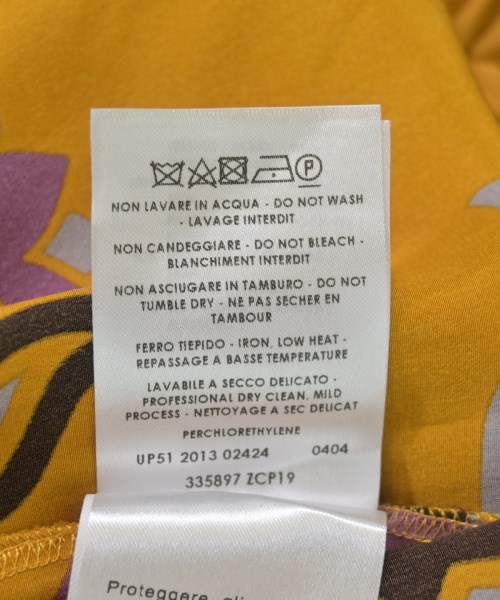 P
NON LAVARE IN ACQUA - DO NOT WASH
- LAVAGE INTERDIT
NON CANDEGGIARE - DO NOT BLEACH -
BLANCHIMENT INTERDIT
NON ASCIUGARE IN TAMBURO - DO NOT
TUMBLE DRY - NE PAS SECHER EN
TAMBOUR
FERRO TIEPIDO - IRON, LOW HEAT -
REPASSAGE A BASSE TEMPERATURE
LAVABILE A SECCO DELICATO -
PROFESSIONAL DRY CLEAN, MILD
PROCESS - NETTOYAGE A SEC DELICAT
PERCHLORETHYLENE
UP51 2013 02424 0404
335897 ZCP19
Proteggere